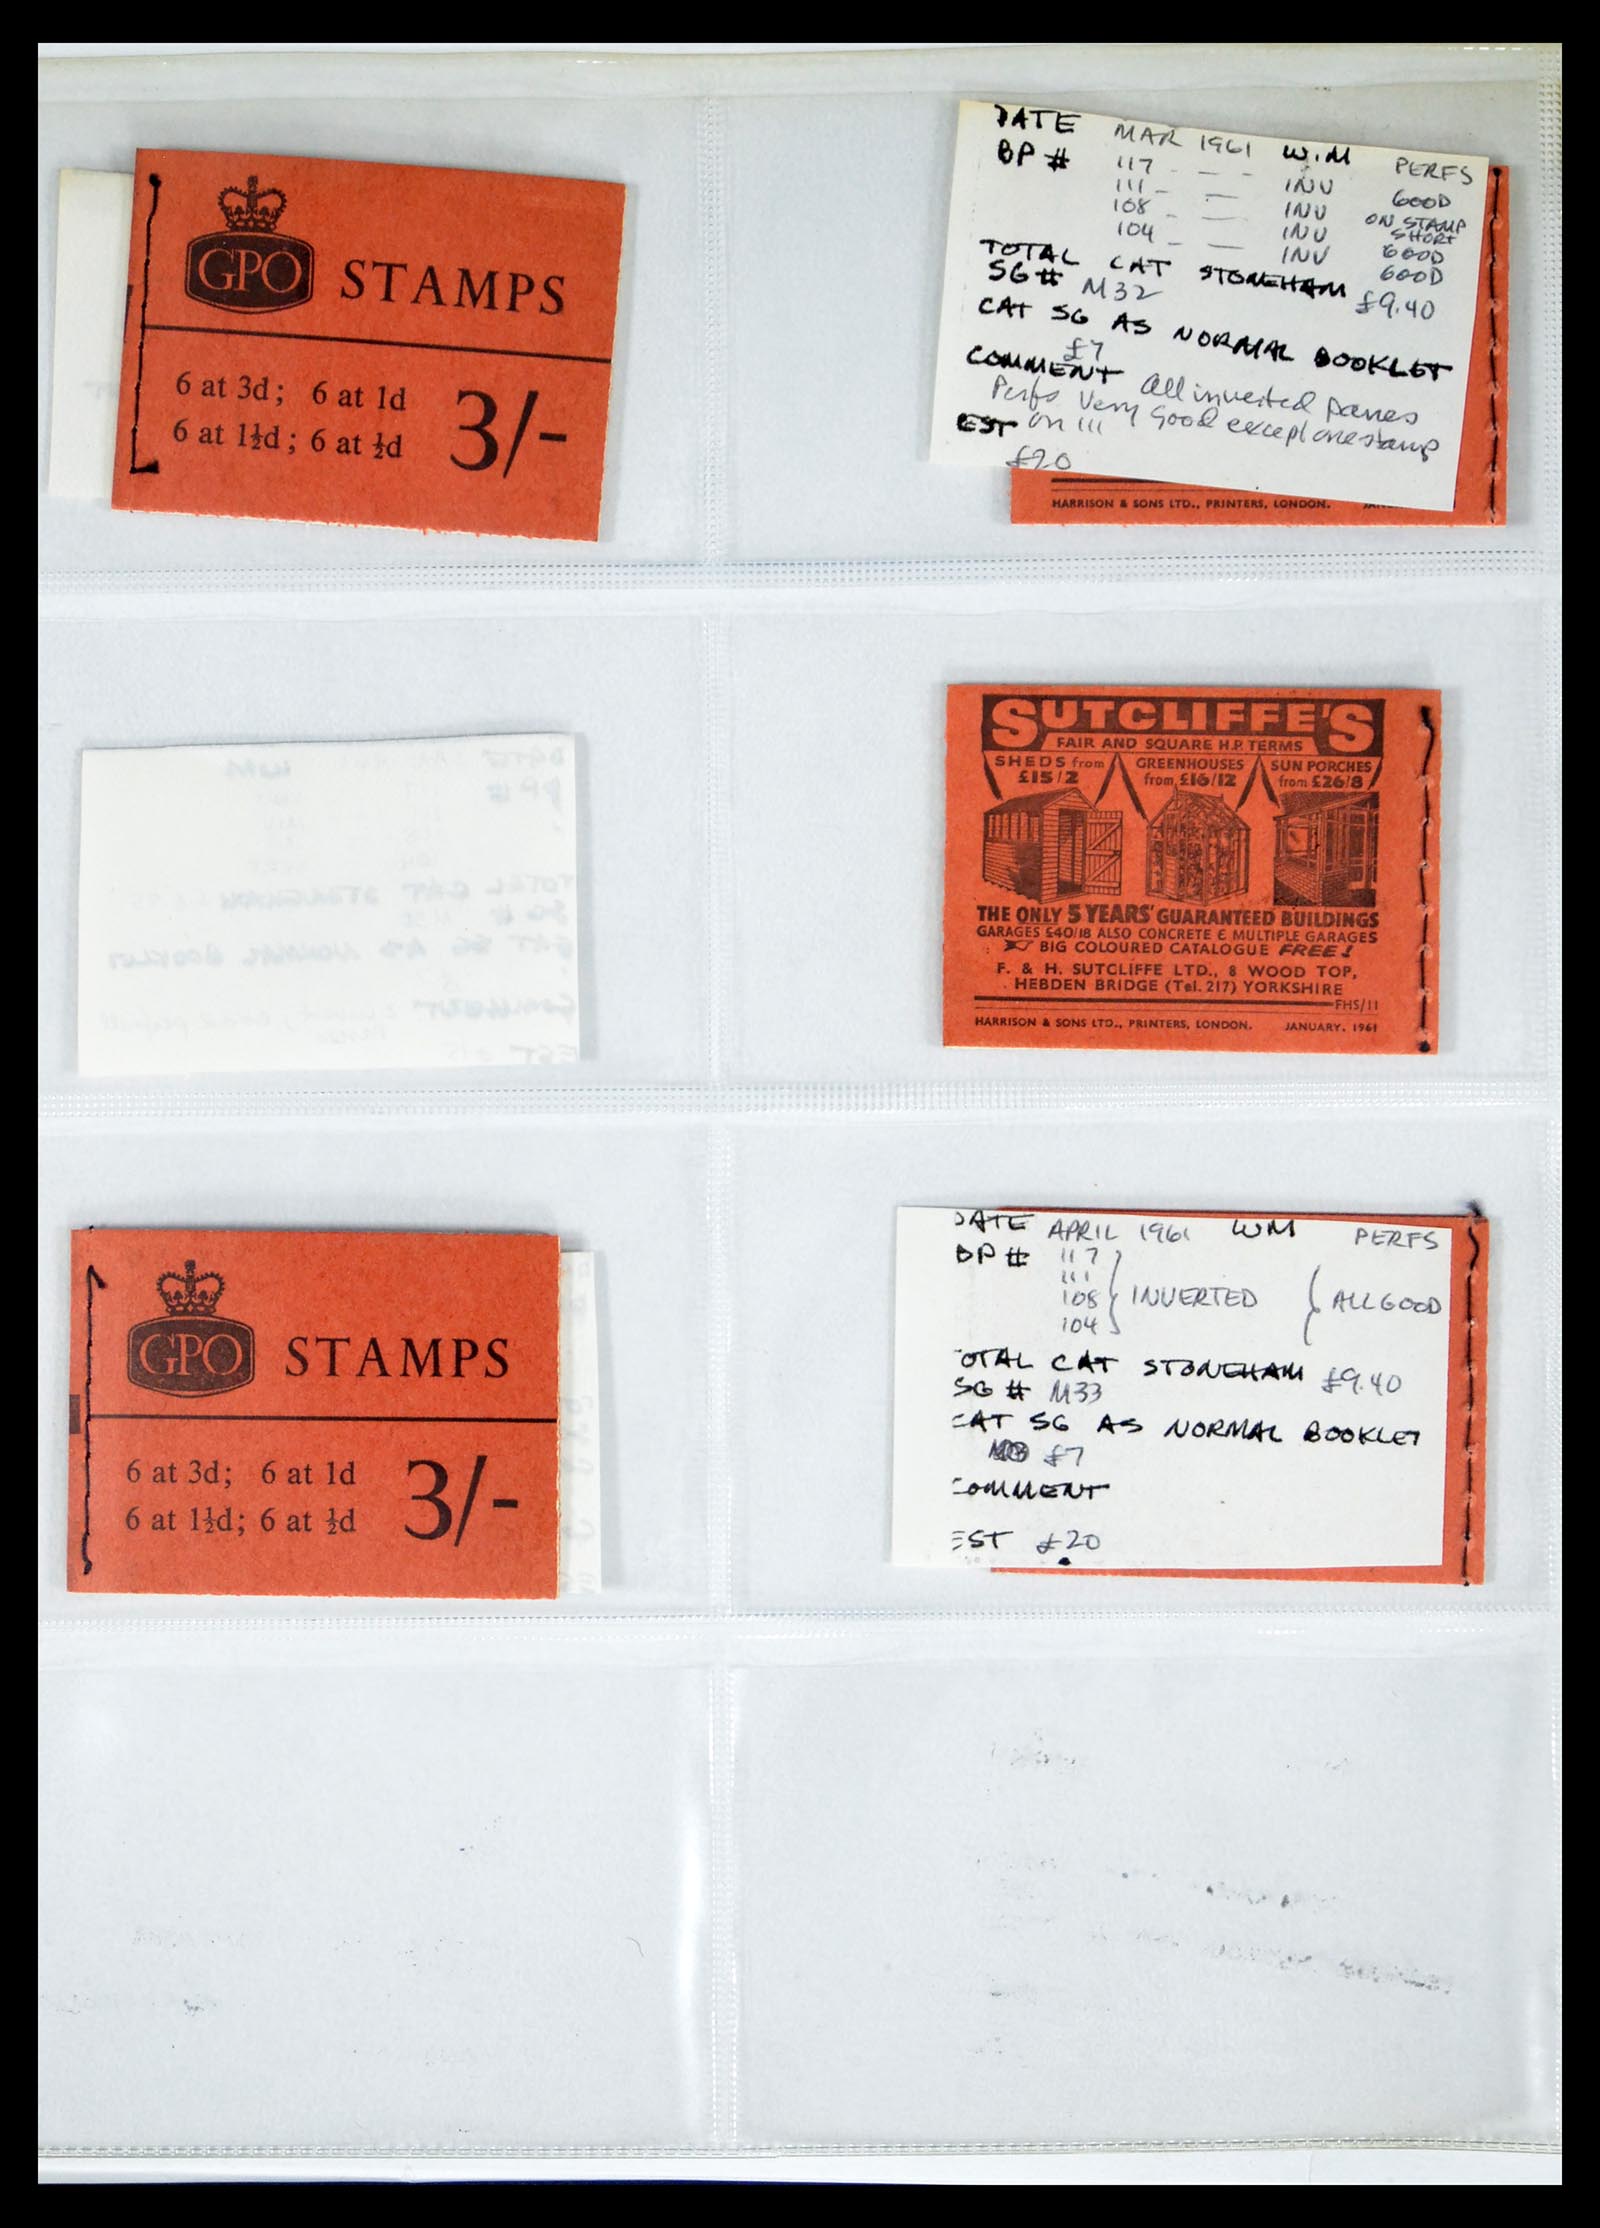 GPO STAMPS
6 at 3d; 6 at 1d
6 at 1½d; 6 at ½d
3/-
DATE MAR 1961 W.M PERFS
BP # 117 - - - INV GOOD
111 - - INV ON STAMP SHORT
108 - - INV GOOD
104 - - INV GOOD
TOTAL CAT STONEHAM £9.40
SG # M32
CAT SG AS NORMAL BOOKLET
£7
COMMENT All inverted panes
Perfs Very Good except one stamp
on 111
EST £20
HARRISON & SONS LTD., PRINTERS, LONDON.
SUTCLIFFE'S
FAIR AND SQUARE H.P. TERMS
SHEDS from £15/2
GREENHOUSES from £16/12
SUN PORCHES from £26/8
THE ONLY 5 YEARS' GUARANTEED BUILDINGS
GARAGES £40/18 ALSO CONCRETE & MULTIPLE GARAGES
BIG COLOURED CATALOGUE FREE!
F. & H. SUTCLIFFE LTD., 8 WOOD TOP,
HEBDEN BRIDGE (Tel. 217) YORKSHIRE
FHS/11
HARRISON & SONS LTD., PRINTERS, LONDON. JANUARY, 1961
GPO STAMPS
6 at 3d; 6 at 1d
6 at 1½d; 6 at ½d
3/-
DATE APRIL 1961 WM PERFS
BP # 117
111
108 INVERTED ALL GOOD
104
OTAL CAT STONEHAM £9.40
SG # M33
CAT SG AS NORMAL BOOKLET
£7
COMMENT
EST £20